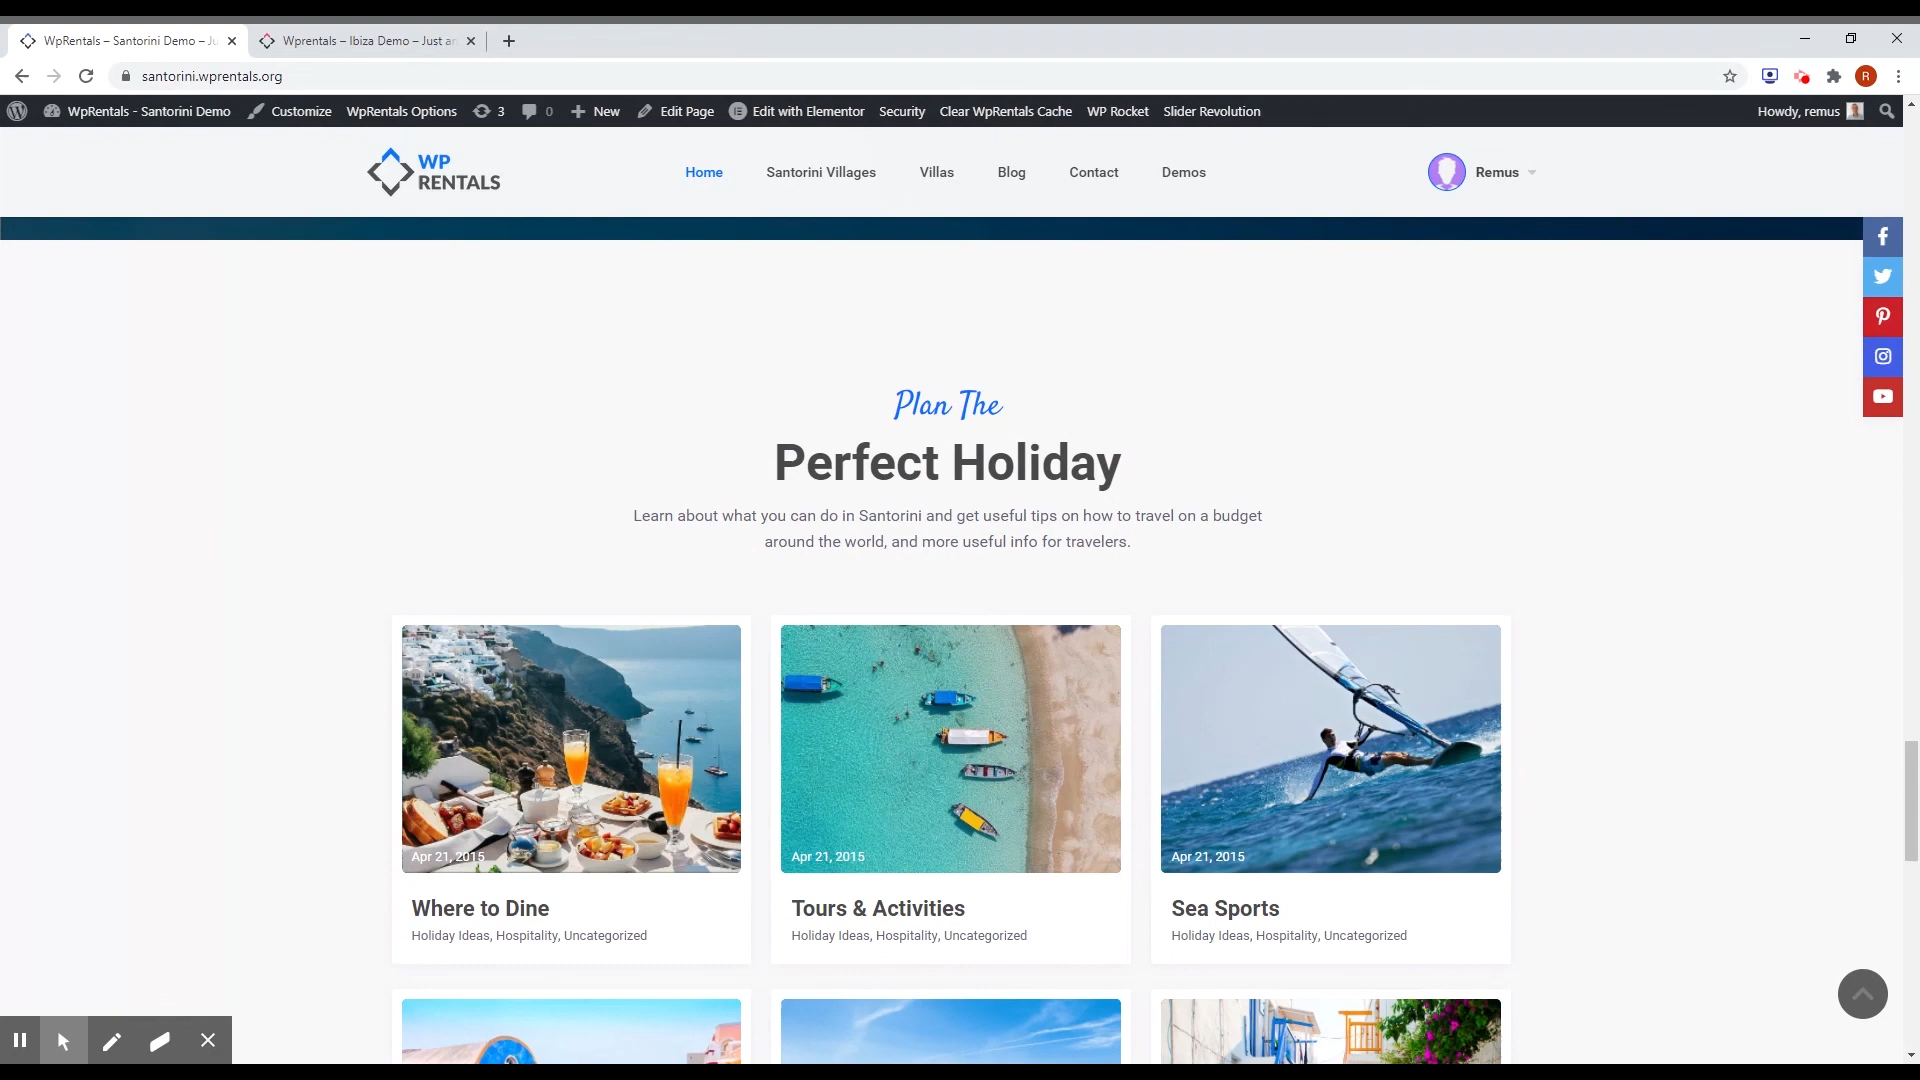 WpRentals – Santorini Demo – Ju
Wprentals – Ibiza Demo – Just an
santorini.wprentals.org
R
WpRentals - Santorini Demo
Customize
WpRentals Options
3
0
New
Edit Page
Edit with Elementor
Security
Clear WpRentals Cache
WP Rocket
Slider Revolution
Howdy, remus
WP
RENTALS
Home
Santorini Villages
Villas
Blog
Contact
Demos
Remus
Plan The
Perfect Holiday
Learn about what you can do in Santorini and get useful tips on how to travel on a budget
around the world, and more useful info for travelers.
Apr 21, 2015
Where to Dine
Holiday Ideas, Hospitality, Uncategorized
Apr 21, 2015
Tours & Activities
Holiday Ideas, Hospitality, Uncategorized
Apr 21, 2015
Sea Sports
Holiday Ideas, Hospitality, Uncategorized